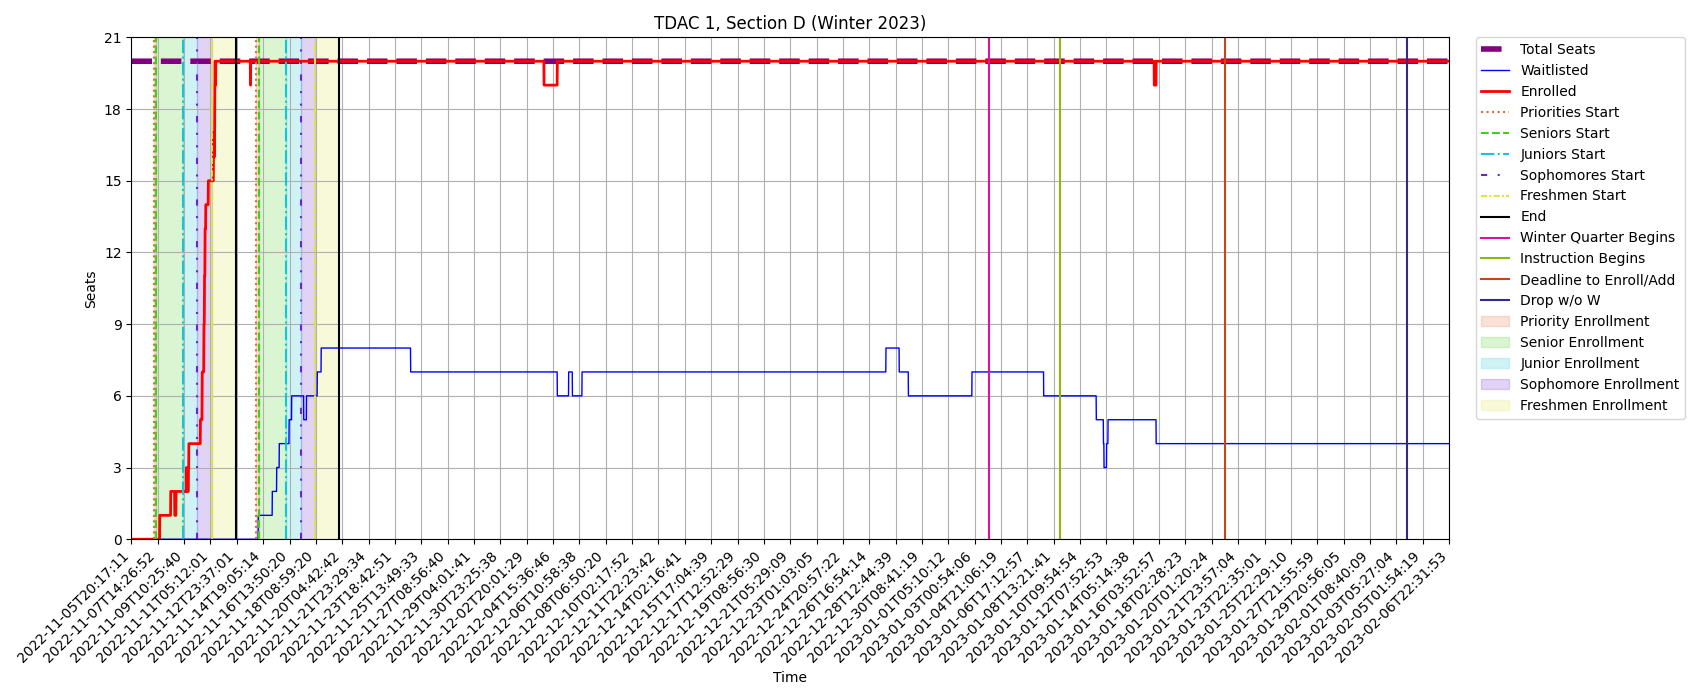 TDAC 1, Section D (Winter 2023)
21
18
15
12
9
6
3
0
Seats
2022-11-05T20:17:11
2022-11-07T14:26:52
2022-11-09T10:25:40
2022-11-11T05:12:01
2022-11-12T23:37:01
2022-11-14T19:05:14
2022-11-16T13:50:20
2022-11-18T08:59:20
2022-11-20T04:42:42
2022-11-21T23:29:34
2022-11-23T18:42:51
2022-11-25T13:49:33
2022-11-27T08:56:40
2022-11-29T04:01:41
2022-11-30T23:25:38
2022-12-02T20:01:29
2022-12-04T15:36:46
2022-12-06T10:58:38
2022-12-08T06:50:20
2022-12-10T02:17:52
2022-12-11T22:23:42
2022-12-14T02:16:41
2022-12-15T17:04:39
2022-12-17T12:52:29
2022-12-19T08:56:30
2022-12-21T05:29:09
2022-12-23T01:03:05
2022-12-24T20:57:22
2022-12-26T16:54:14
2022-12-28T12:44:39
2022-12-30T08:41:19
2023-01-01T05:10:12
2023-01-03T00:54:06
2023-01-04T21:06:19
2023-01-06T17:12:57
2023-01-08T13:21:41
2023-01-10T09:54:54
2023-01-12T07:52:53
2023-01-14T05:14:38
2023-01-16T03:52:57
2023-01-18T02:28:23
2023-01-20T01:20:24
2023-01-21T23:57:04
2023-01-23T22:35:01
2023-01-25T22:29:10
2023-01-27T21:55:59
2023-01-29T20:56:05
2023-02-01T08:40:09
2023-02-03T05:27:04
2023-02-05T01:54:19
2023-02-06T22:31:53
Time
Total Seats
Waitlisted
Enrolled
Priorities Start
Seniors Start
Juniors Start
Sophomores Start
Freshmen Start
End
Winter Quarter Begins
Instruction Begins
Deadline to Enroll/Add
Drop w/o W
Priority Enrollment
Senior Enrollment
Junior Enrollment
Sophomore Enrollment
Freshmen Enrollment